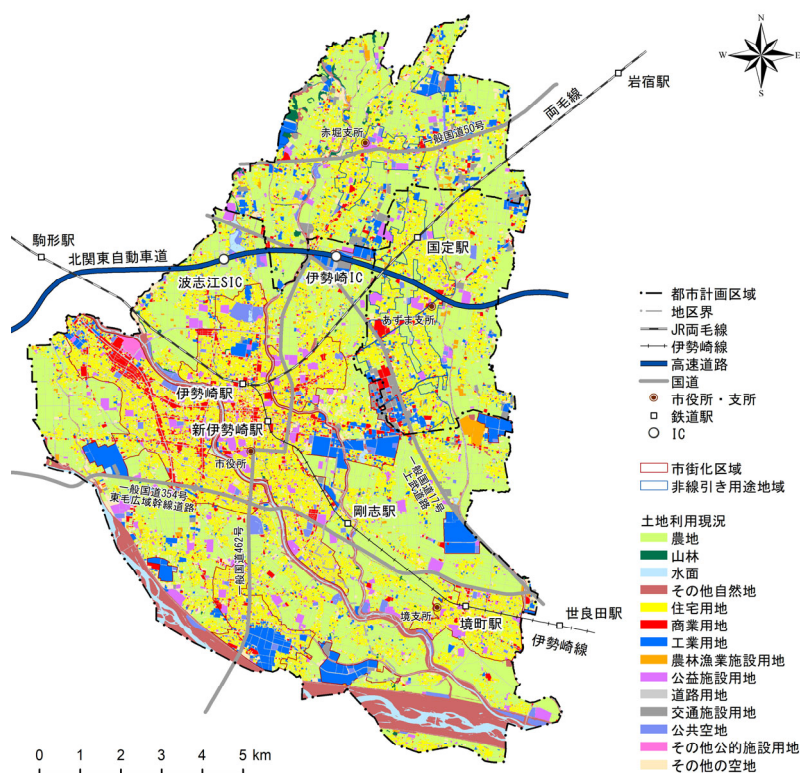 N
W E
S
岩宿駅
両毛線
赤堀支所
一般国道50号
駒形駅
北関東自動車道
国定駅
波志江SIC
伊勢崎IC
あずま支所
伊勢崎駅
新伊勢崎駅
市役所
一般国道17号
上武道路
一般国道354号
東毛広域幹線道路
剛志駅
一般国道462号
境支所
境町駅
世良田駅
伊勢崎線
都市計画区域
地区界
JR両毛線
伊勢崎線
高速道路
国道
市役所・支所
鉄道駅
IC
市街化区域
非線引き用途地域
土地利用現況
農地
山林
水面
その他自然地
住宅用地
商業用地
工業用地
農林漁業施設用地
公益施設用地
道路用地
交通施設用地
公共空地
その他公的施設用地
その他の空地
0 1 2 3 4 5 km